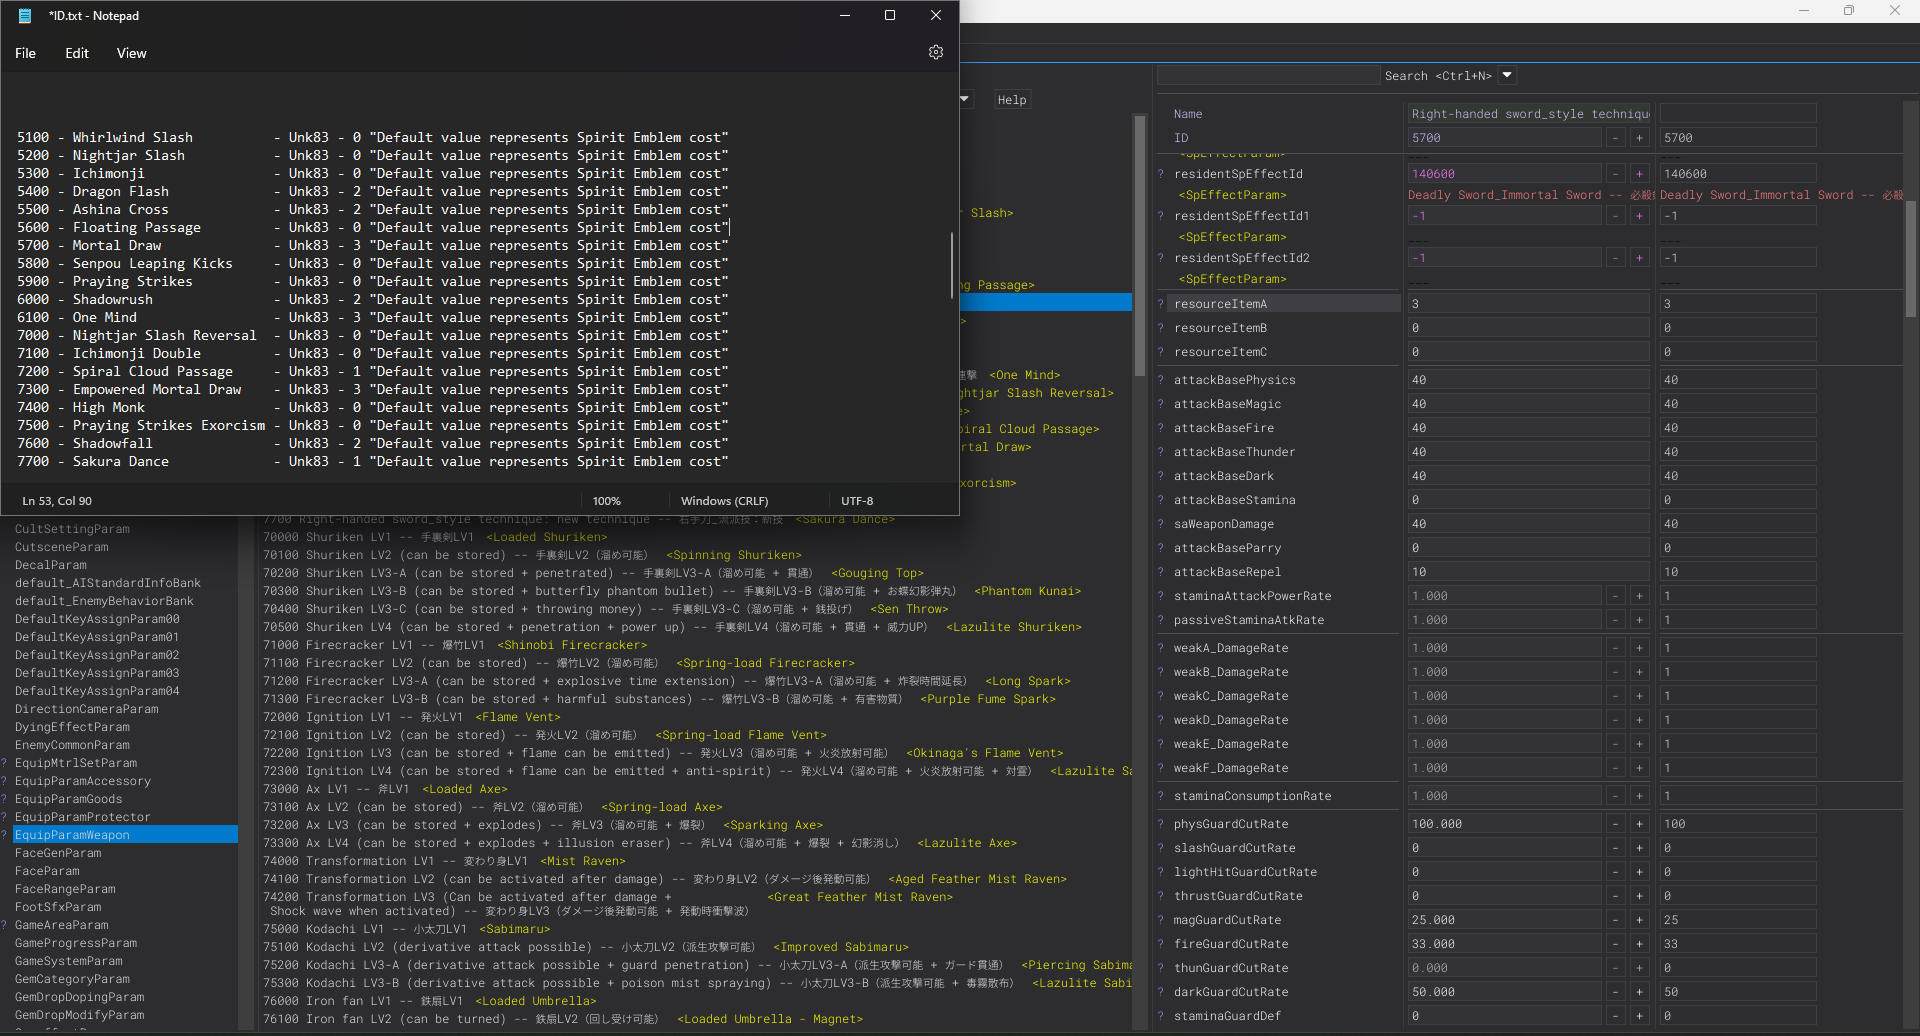 *ID.txt - Notepad
File Edit View
5100 - Whirlwind Slash - Unk83 - 0 "Default value represents Spirit Emblem cost"
5200 - Nightjar Slash - Unk83 - 0 "Default value represents Spirit Emblem cost"
5300 - Ichimonji - Unk83 - 0 "Default value represents Spirit Emblem cost"
5400 - Dragon Flash - Unk83 - 2 "Default value represents Spirit Emblem cost"
5500 - Ashina Cross - Unk83 - 2 "Default value represents Spirit Emblem cost"
5600 - Floating Passage - Unk83 - 0 "Default value represents Spirit Emblem cost"
5700 - Mortal Draw - Unk83 - 3 "Default value represents Spirit Emblem cost"
5800 - Senpou Leaping Kicks - Unk83 - 0 "Default value represents Spirit Emblem cost"
5900 - Praying Strikes - Unk83 - 0 "Default value represents Spirit Emblem cost"
6000 - Shadowrush - Unk83 - 2 "Default value represents Spirit Emblem cost"
6100 - One Mind - Unk83 - 3 "Default value represents Spirit Emblem cost"
7000 - Nightjar Slash Reversal - Unk83 - 0 "Default value represents Spirit Emblem cost"
7100 - Ichimonji Double - Unk83 - 0 "Default value represents Spirit Emblem cost"
7200 - Spiral Cloud Passage - Unk83 - 1 "Default value represents Spirit Emblem cost"
7300 - Empowered Mortal Draw - Unk83 - 3 "Default value represents Spirit Emblem cost"
7400 - High Monk - Unk83 - 0 "Default value represents Spirit Emblem cost"
7500 - Praying Strikes Exorcism - Unk83 - 0 "Default value represents Spirit Emblem cost"
7600 - Shadowfall - Unk83 - 2 "Default value represents Spirit Emblem cost"
7700 - Sakura Dance - Unk83 - 1 "Default value represents Spirit Emblem cost"
Ln 53, Col 90 100% Windows (CRLF) UTF-8
CultSettingParam
CutsceneParam
DecalParam
default_AIStandardInfoBank
default_EnemyBehaviorBank
DefaultKeyAssignParam00
DefaultKeyAssignParam01
DefaultKeyAssignParam02
DefaultKeyAssignParam03
DefaultKeyAssignParam04
DirectionCameraParam
DyingEffectParam
EnemyCommonParam
? EquipMtrlSetParam
? EquipParamAccessory
? EquipParamGoods
? EquipParamProtector
? EquipParamWeapon
FaceGenParam
FaceParam
FaceRangeParam
FootSfxParam
? GameAreaParam
GameProgressParam
GameSystemParam
GemCategoryParam
GemDropDopingParam
GemDropModifyParam
Help
Slash>
Passage>
<One Mind>
Slash Reversal>
Cloud Passage>
Draw>
7700 Right-handed sword_style technique: new technique -- 右手刀_流派技：新技 <Sakura Dance>
70000 Shuriken LV1 -- 手裏剣LV1 <Loaded Shuriken>
70100 Shuriken LV2 (can be stored) -- 手裏剣LV2（溜め可能） <Spinning Shuriken>
70200 Shuriken LV3-A (can be stored + penetrated) -- 手裏剣LV3-A（溜め可能 + 貫通） <Gouging Top>
70300 Shuriken LV3-B (can be stored + butterfly phantom bullet) -- 手裏剣LV3-B（溜め可能 + お蝶幻影弾丸） <Phantom Kunai>
70400 Shuriken LV3-C (can be stored + throwing money) -- 手裏剣LV3-C（溜め可能 + 銭投げ） <Sen Throw>
70500 Shuriken LV4 (can be stored + penetration + power up) -- 手裏剣LV4（溜め可能 + 貫通 + 威力UP） <Lazulite Shuriken>
71000 Firecracker LV1 -- 爆竹LV1 <Shinobi Firecracker>
71100 Firecracker LV2 (can be stored) -- 爆竹LV2（溜め可能） <Spring-load Firecracker>
71200 Firecracker LV3-A (can be stored + explosive time extension) -- 爆竹LV3-A（溜め可能 + 炸裂時間延長） <Long Spark>
71300 Firecracker LV3-B (can be stored + harmful substances) -- 爆竹LV3-B（溜め可能 + 有害物質） <Purple Fume Spark>
72000 Ignition LV1 -- 発火LV1 <Flame Vent>
72100 Ignition LV2 (can be stored) -- 発火LV2（溜め可能） <Spring-load Flame Vent>
72200 Ignition LV3 (can be stored + flame can be emitted) -- 発火LV3（溜め可能 + 火炎放射可能） <Okinaga's Flame Vent>
72300 Ignition LV4 (can be stored + flame can be emitted + anti-spirit) -- 発火LV4（溜め可能 + 火炎放射可能 + 対霊） <Lazulite
73000 Ax LV1 -- 斧LV1 <Loaded Axe>
73100 Ax LV2 (can be stored) -- 斧LV2（溜め可能） <Spring-load Axe>
73200 Ax LV3 (can be stored + explodes) -- 斧LV3（溜め可能 + 爆裂） <Sparking Axe>
73300 Ax LV4 (can be stored + explodes + illusion eraser) -- 斧LV4（溜め可能 + 爆裂 + 幻影消し） <Lazulite Axe>
74000 Transformation LV1 -- 変わり身LV1 <Mist Raven>
74100 Transformation LV2 (can be activated after damage) -- 変わり身LV2（ダメージ後発動可能） <Aged Feather Mist Raven>
74200 Transformation LV3 (Can be activated after damage + <Great Feather Mist Raven>
Shock wave when activated) -- 変わり身LV3（ダメージ後発動可能 + 発動時衝撃波）
75000 Kodachi LV1 -- 小太刀LV1 <Sabimaru>
75100 Kodachi LV2 (derivative attack possible) -- 小太刀LV2（派生攻撃可能） <Improved Sabimaru>
75200 Kodachi LV3-A (derivative attack possible + guard penetration) -- 小太刀LV3-A（派生攻撃可能 + ガード貫通） <Piercing
75300 Kodachi LV3-B (derivative attack possible + poison mist spraying) -- 小太刀LV3-B（派生攻撃可能 + 毒霧散布） <Lazulite
76000 Iron fan LV1 -- 鉄扇LV1 <Loaded Umbrella>
76100 Iron fan LV2 (can be turned) -- 鉄扇LV2（回し受け可能） <Loaded Umbrella - Magnet>
Search <Ctrl+N>
Name Right-handed sword_style
ID 5700 - + 5700
? residentSpEffectId 140600 - + 140600
<SpEffectParam> Deadly Sword_Immortal Sword -- Deadly Sword_Immortal Sword --
? residentSpEffectId1 -1 - + -1
<SpEffectParam> --- ---
? residentSpEffectId2 -1 - + -1
<SpEffectParam> --- ---
? resourceItemA 3 3
? resourceItemB 0 0
? resourceItemC 0 0
? attackBasePhysics 40 40
? attackBaseMagic 40 40
? attackBaseFire 40 40
? attackBaseThunder 40 40
? attackBaseDark 40 40
? attackBaseStamina 0 0
? saWeaponDamage 40 40
? attackBaseParry 0 0
? attackBaseRepel 10 10
? staminaAttackPowerRate 1.000 - + 1
? passiveStaminaAtkRate 1.000 - + 1
? weakA_DamageRate 1.000 - + 1
? weakB_DamageRate 1.000 - + 1
? weakC_DamageRate 1.000 - + 1
? weakD_DamageRate 1.000 - + 1
? weakE_DamageRate 1.000 - + 1
? weakF_DamageRate 1.000 - + 1
? staminaConsumptionRate 1.000 - + 1
? physGuardCutRate 100.000 - + 100
? slashGuardCutRate 0 - + 0
? lightHitGuardCutRate 0 - + 0
? thrustGuardCutRate 0 - + 0
? magGuardCutRate 25.000 - + 25
? fireGuardCutRate 33.000 - + 33
? thunGuardCutRate 0.000 - + 0
? darkGuardCutRate 50.000 - + 50
? staminaGuardDef 0 - + 0